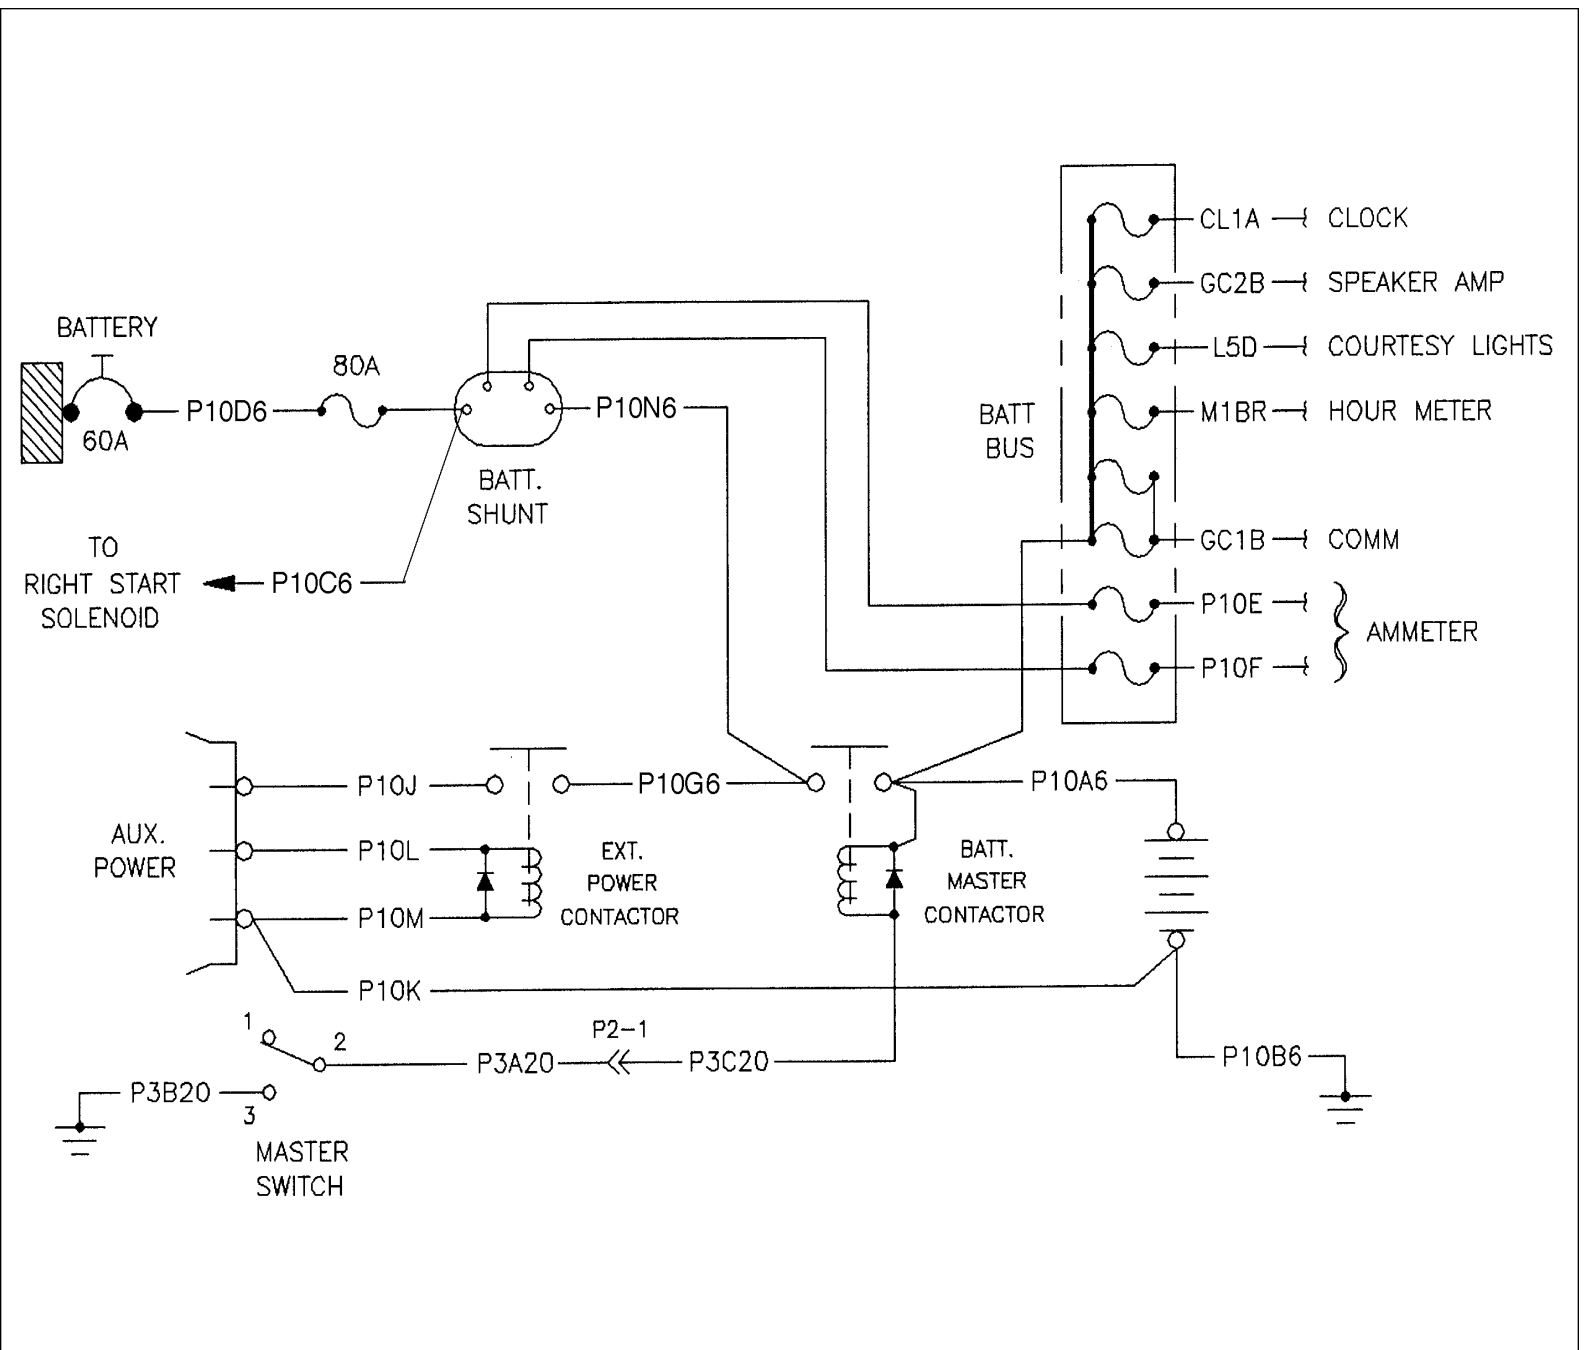 CL1A CLOCK
GC2B SPEAKER AMP
L5D COURTESY LIGHTS
M1BR HOUR METER
BATT
BUS
GC1B COMM
P10E
P10F
AMMETER
BATTERY
60A
P10D6
80A
P10N6
BATT.
SHUNT
TO
RIGHT START
SOLENOID
P10C6
AUX.
POWER
P10J
P10L
P10M
P10K
EXT.
POWER
CONTACTOR
P10G6
BATT.
MASTER
CONTACTOR
P10A6
1
2
3
P3B20
MASTER
SWITCH
P3A20
P2-1
P3C20
P10B6